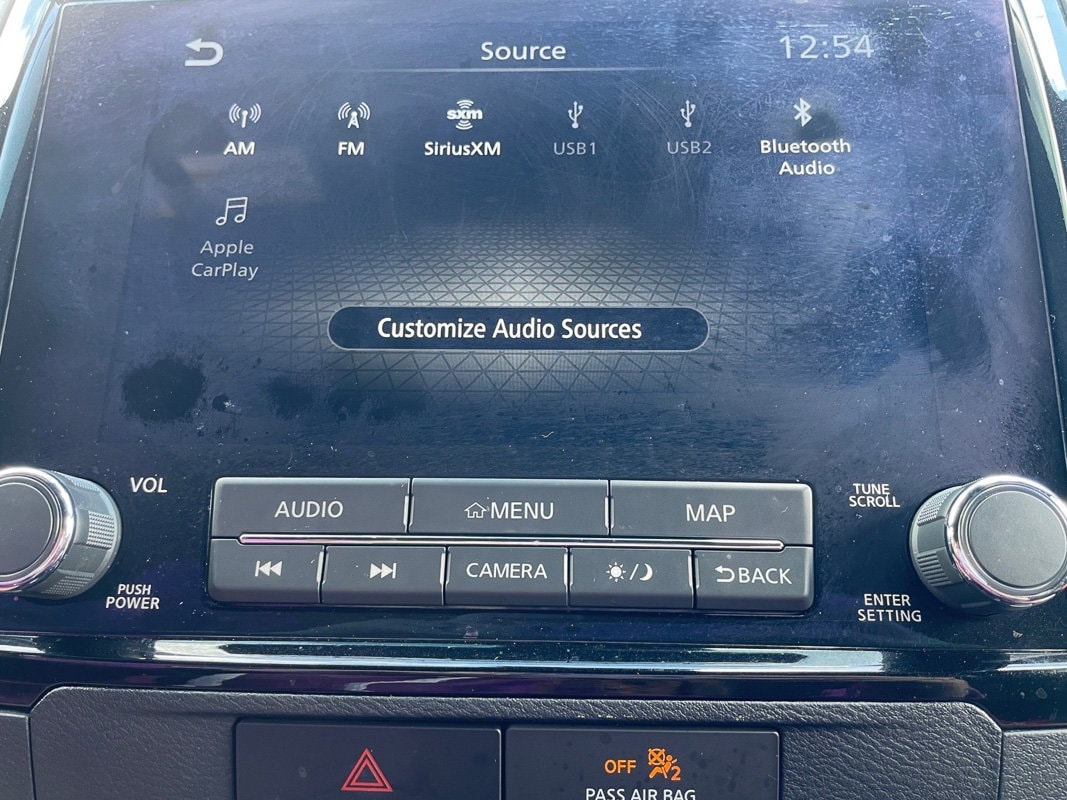 Source
12:54
AM
FM
sxm
SiriusXM
USB1
USB2
Bluetooth
Audio
Apple
CarPlay
Customize Audio Sources
VOL
PUSH
POWER
AUDIO
MENU
MAP
CAMERA
BACK
TUNE
SCROLL
ENTER
SETTING
OFF
2
PASS AIR BAG